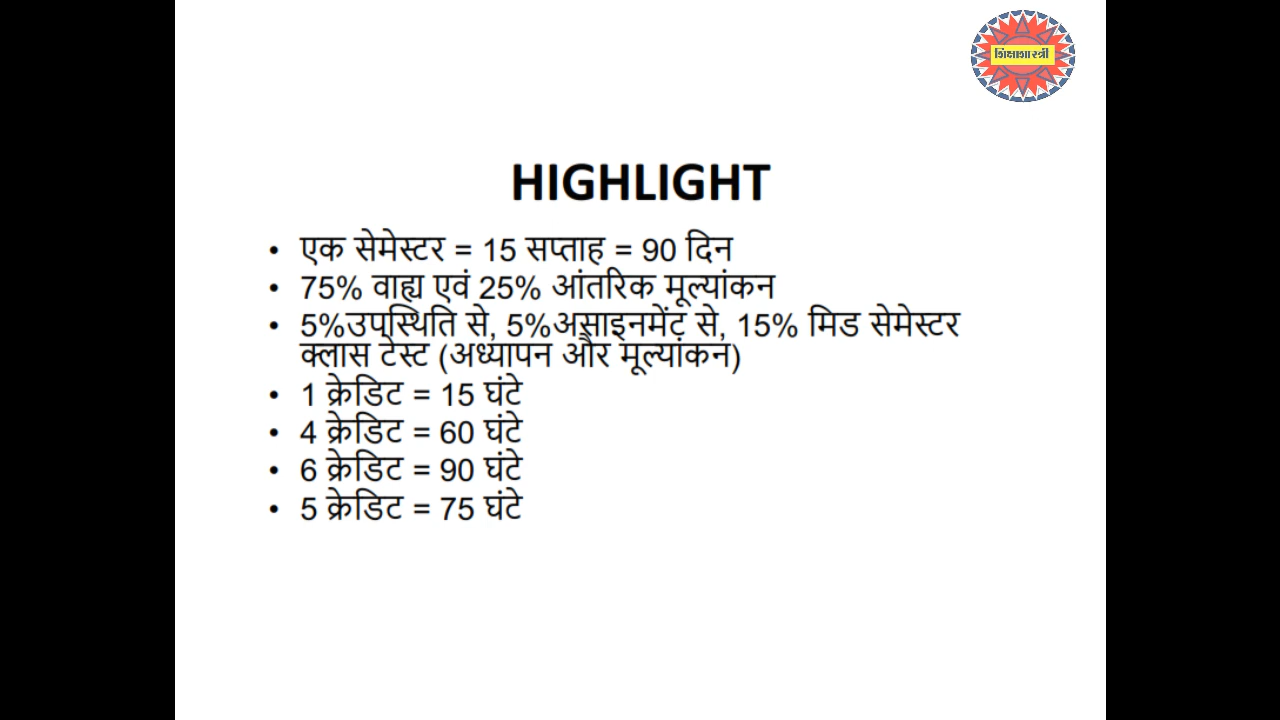 शिक्षाशास्त्री
HIGHLIGHT
• एक सेमेस्टर = 15 सप्ताह = 90 दिन
• 75% वाह्य एवं 25% आंतरिक मूल्यांकन
• 5%उपस्थिति से, 5%असाइनमेंट से, 15% मिड सेमेस्टर
क्लास टेस्ट (अध्यापन और मूल्यांकन)
• 1 क्रेडिट = 15 घंटे
• 4 क्रेडिट = 60 घंटे
• 6 क्रेडिट = 90 घंटे
• 5 क्रेडिट = 75 घंटे